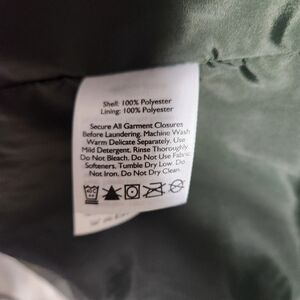 Shell: 100% Polyester
Lining: 100% Polyester
Secure All Garment Closures
Before Laundering. Machine Wash
Warm Delicate Separately. Use
Mild Detergent. Rinse Thoroughly.
Do Not Bleach. Do Not Use Fabric
Softeners. Tumble Dry Low. Do
Not Iron. Do Not Dry Clean.